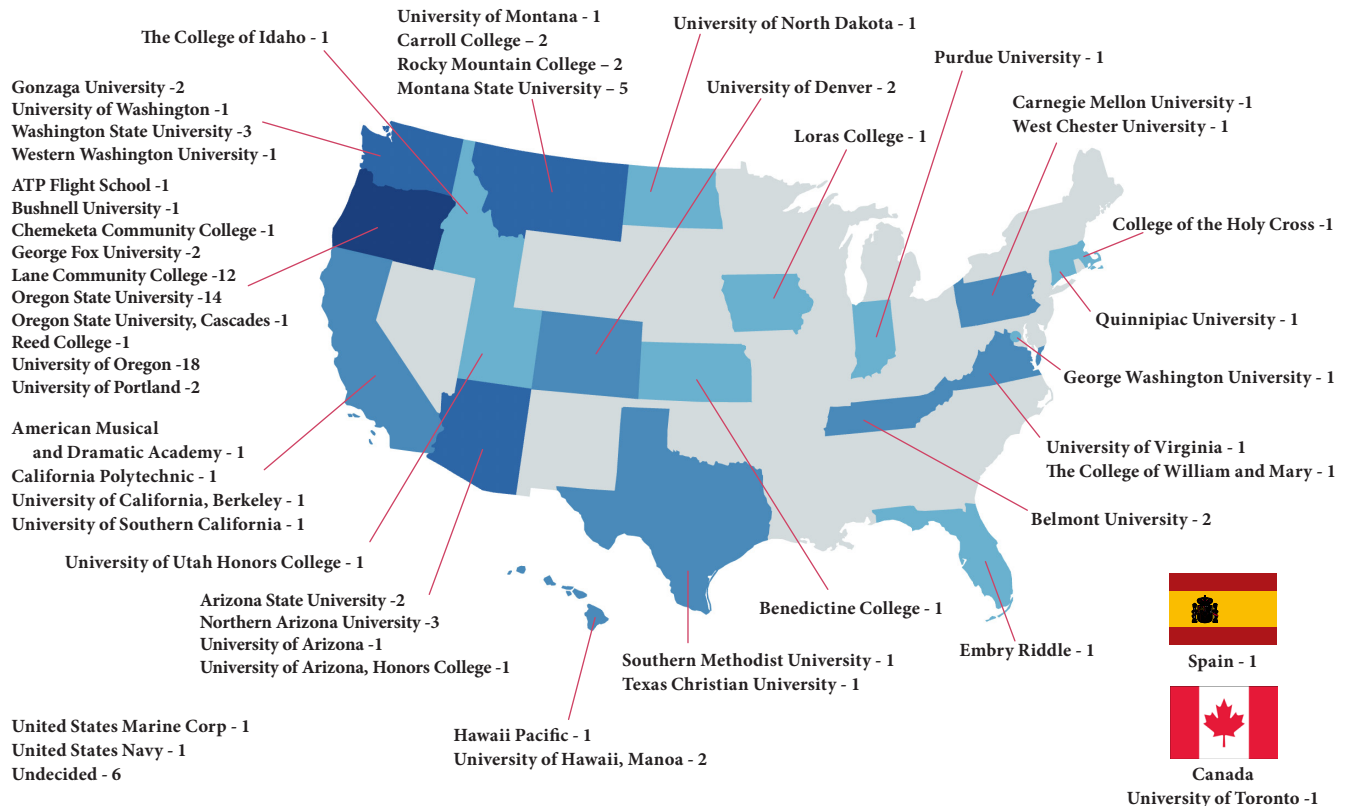 The College of Idaho - 1
University of Montana - 1
Carroll College – 2
Rocky Mountain College – 2
Montana State University – 5
University of North Dakota - 1
Purdue University - 1
Gonzaga University -2
University of Washington -1
Washington State University -3
Western Washington University -1
University of Denver - 2
Loras College - 1
Carnegie Mellon University -1
West Chester University - 1
ATP Flight School -1
Bushnell University -1
Chemeketa Community College -1
George Fox University -2
Lane Community College -12
Oregon State University -14
Oregon State University, Cascades -1
Reed College -1
University of Oregon -18
University of Portland -2
College of the Holy Cross -1
Quinnipiac University - 1
George Washington University - 1
American Musical
and Dramatic Academy - 1
California Polytechnic - 1
University of California, Berkeley - 1
University of Southern California - 1
University of Virginia - 1
The College of William and Mary - 1
Belmont University - 2
University of Utah Honors College - 1
Arizona State University -2
Northern Arizona University -3
University of Arizona -1
University of Arizona, Honors College -1
Benedictine College - 1
Southern Methodist University - 1
Texas Christian University - 1
Embry Riddle - 1
Spain - 1
United States Marine Corp - 1
United States Navy - 1
Undecided - 6
Hawaii Pacific - 1
University of Hawaii, Manoa - 2
Canada
University of Toronto -1